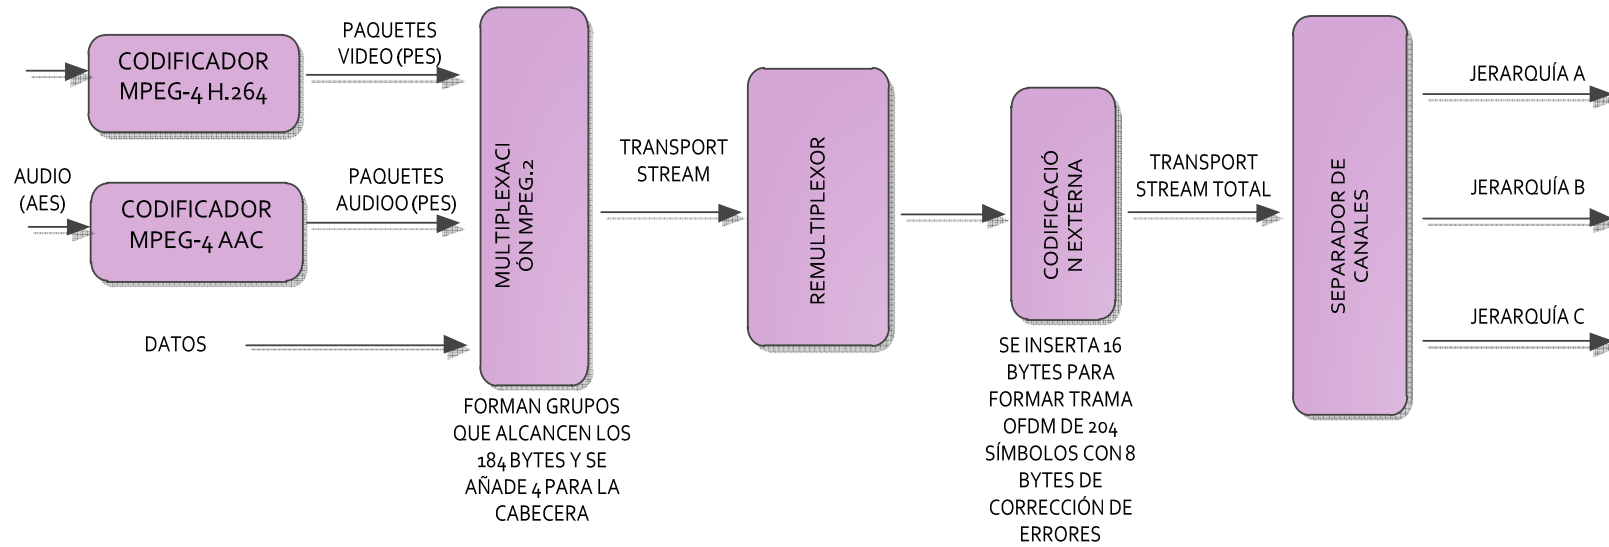 CODIFICADOR
MPEG-4 H.264
PAQUETES
VIDEO (PES)
AUDIO
(AES)
CODIFICADOR
MPEG-4 AAC
PAQUETES
AUDIOO (PES)
DATOS
MULTIPLEXACI
ÓN MPEG.2
FORMAN GRUPOS
QUE ALCANCEN LOS
184 BYTES Y SE
AÑADE 4 PARA LA
CABECERA
TRANSPORT
STREAM
REMULTIPLEXOR
CODIFICACIÓ
N EXTERNA
SE INSERTA 16
BYTES PARA
FORMAR TRAMA
OFDM DE 204
SÍMBOLOS CON 8
BYTES DE
CORRECCIÓN DE
ERRORES
TRANSPORT
STREAM TOTAL
SEPARADOR DE
CANALES
JERARQUÍA A
JERARQUÍA B
JERARQUÍA C